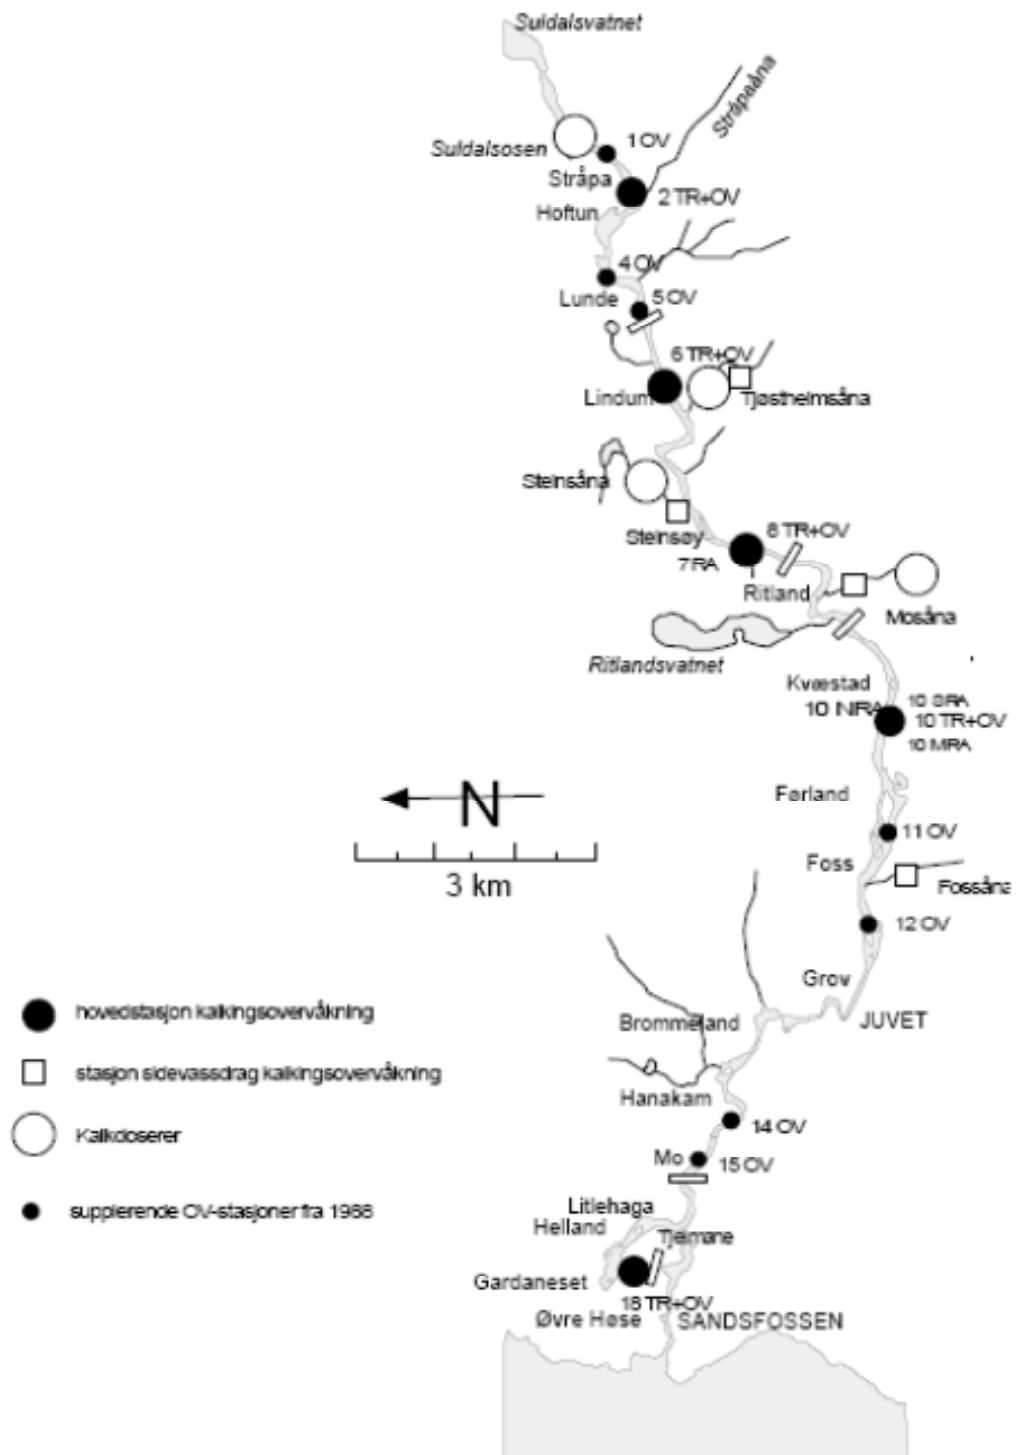 Suldalsvatnet
Stråpaåna
1 OV
Suldalsosen
Stråpa
2 TR+OV
Hoftun
4 OV
Lunde
5 OV
6 TR+OV
Lindum
Tjøstheimsåna
Steinsåna
Steinsøy
8 TR+OV
7 RA
Ritland
Mosåna
Ritlandsvatnet
Kvæstad
10 SRA
10 NIRA
10 TR+OV
10 MRA
Førland
N
11 OV
Foss
3 km
Fossåna
12 OV
Grov
hovedstasjon kalkingsovervåkning
Brommeland
JUVET
stasjon sidevassdrag kalkingsovervåkning
Hanakam
14 OV
Kalkdoserer
Mo
15 OV
supplerende OV-stasjoner fra 1988
Litlehaga
Helland
Tjelmane
Gardaneset
18 TR+OV
Øvre Høse
SANDSFOSSEN